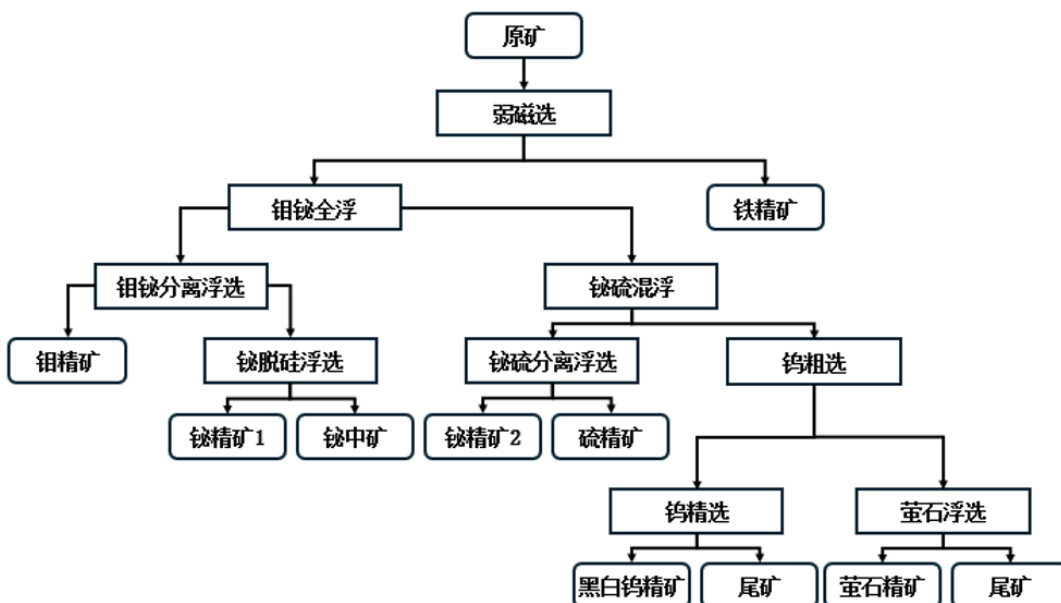 原矿
弱磁选
钼铋全浮
铁精矿
钼铋分离浮选
铋硫混浮
钼精矿
铋脱硅浮选
铋硫分离浮选
钨粗选
铋精矿1
铋中矿
铋精矿2
硫精矿
钨精选
萤石浮选
黑白钨精矿
尾矿
萤石精矿
尾矿